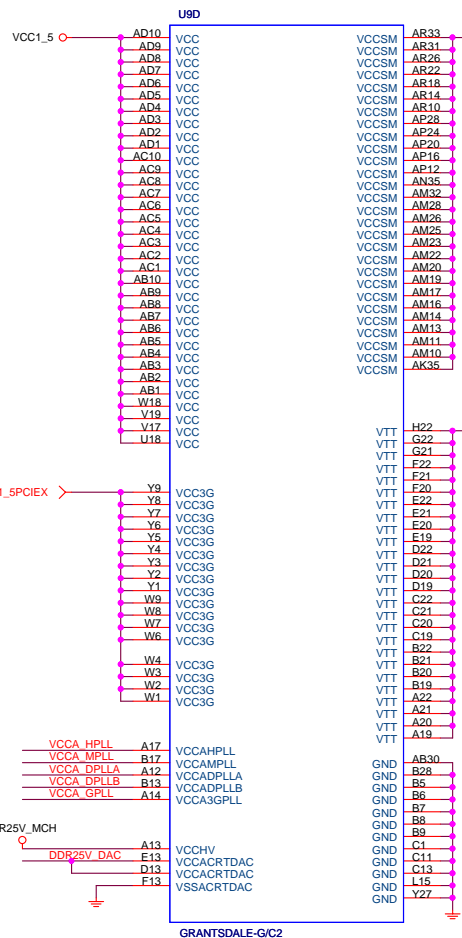 U9D
VCC1_5 AD10 VCC VCCSM AR33
AD9 VCC VCCSM AR31
AD8 VCC VCCSM AR26
AD7 VCC VCCSM AR22
AD6 VCC VCCSM AR18
AD5 VCC VCCSM AR14
AD4 VCC VCCSM AR10
AD3 VCC VCCSM AP28
AD2 VCC VCCSM AP24
AD1 VCC VCCSM AP20
AC10 VCC VCCSM AP16
AC9 VCC VCCSM AP12
AC8 VCC VCCSM AN35
AC7 VCC VCCSM AM32
AC6 VCC VCCSM AM28
AC5 VCC VCCSM AM26
AC4 VCC VCCSM AM25
AC3 VCC VCCSM AM23
AC2 VCC VCCSM AM22
AC1 VCC VCCSM AM20
AB10 VCC VCCSM AM19
AB9 VCC VCCSM AM17
AB8 VCC VCCSM AM16
AB7 VCC VCCSM AM14
AB6 VCC VCCSM AM13
AB5 VCC VCCSM AM11
AB4 VCC VCCSM AM10
AB3 VCC VCCSM AK35
AB2 VCC
AB1 VCC
W18 VCC
V19 VCC
V17 VCC VTT H22
U18 VCC VTT G22
VTT G21
VTT F22
VTT F21
1_5PCIEX Y9 VCC3G VTT F20
Y8 VCC3G VTT E22
Y7 VCC3G VTT E21
Y6 VCC3G VTT E20
Y5 VCC3G VTT E19
Y4 VCC3G VTT D22
Y3 VCC3G VTT D21
Y2 VCC3G VTT D20
Y1 VCC3G VTT D19
W9 VCC3G VTT C22
W8 VCC3G VTT C21
W7 VCC3G VTT C20
W6 VCC3G VTT C19
VTT B22
W4 VCC3G VTT B21
W3 VCC3G VTT B20
W2 VCC3G VTT B19
W1 VCC3G VTT A22
VTT A21
VTT A20
VTT A19
VCCA_HPLL A17 VCCAHPLL
VCCA_MPLL B17 VCCAMPLL GND AB30
VCCA_DPLLA A12 VCCADPLLA GND B28
VCCA_DPLLB B13 VCCADPLLB GND B5
VCCA_GPLL A14 VCCA3GPLL GND B6
GND B7
GND B8
R25V_MCH GND B9
A13 VCCHV GND C1
DDR25V_DAC E13 VCCACRTDAC GND C11
D13 VCCACRTDAC GND C13
F13 VSSACRTDAC GND L15
GND Y27
GRANTSDALE-G/C2